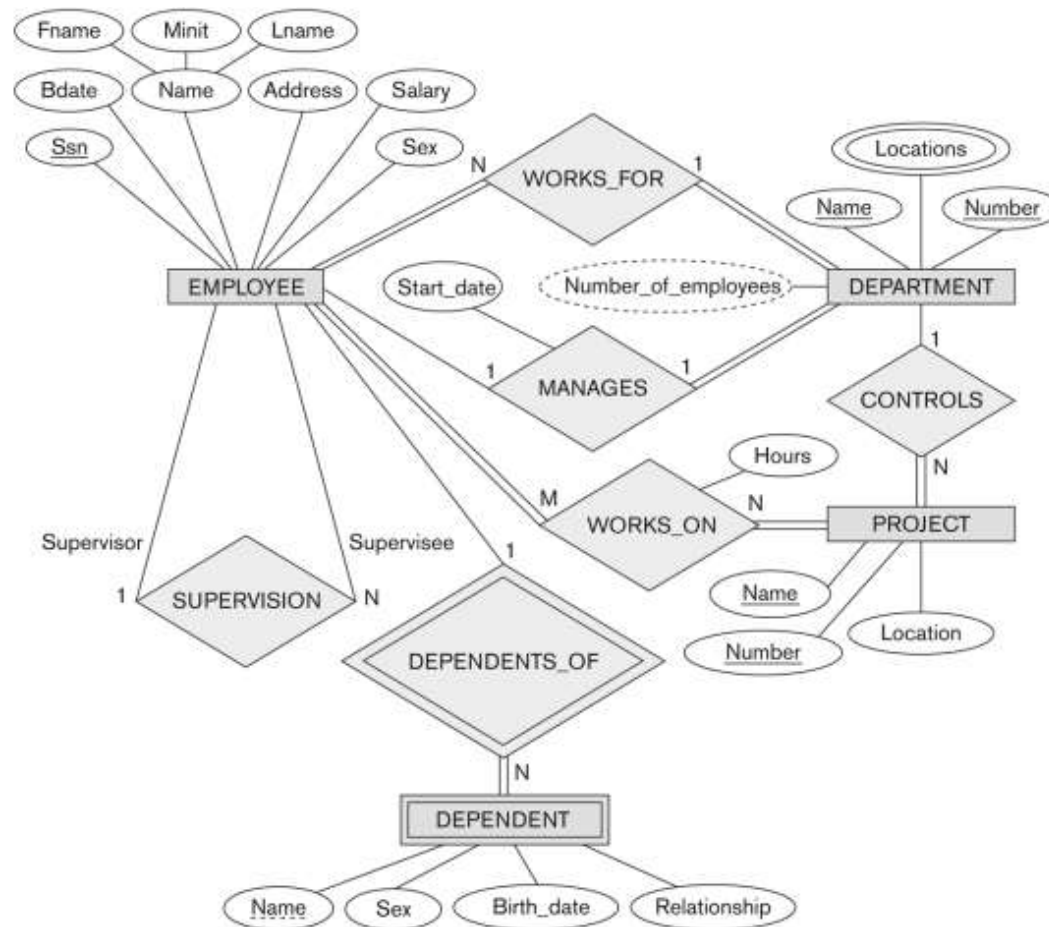 Fname
Minit
Lname
Bdate
Name
Address
Salary
Ssn
Sex
N
WORKS_FOR
1
Locations
Name
Number
EMPLOYEE
Start_date
Number_of_employees
DEPARTMENT
1
MANAGES
1
1
CONTROLS
N
Hours
M
WORKS_ON
N
PROJECT
Supervisor
Supervisee
1
SUPERVISION
N
1
Name
Number
Location
DEPENDENTS_OF
N
DEPENDENT
Name
Sex
Birth_date
Relationship